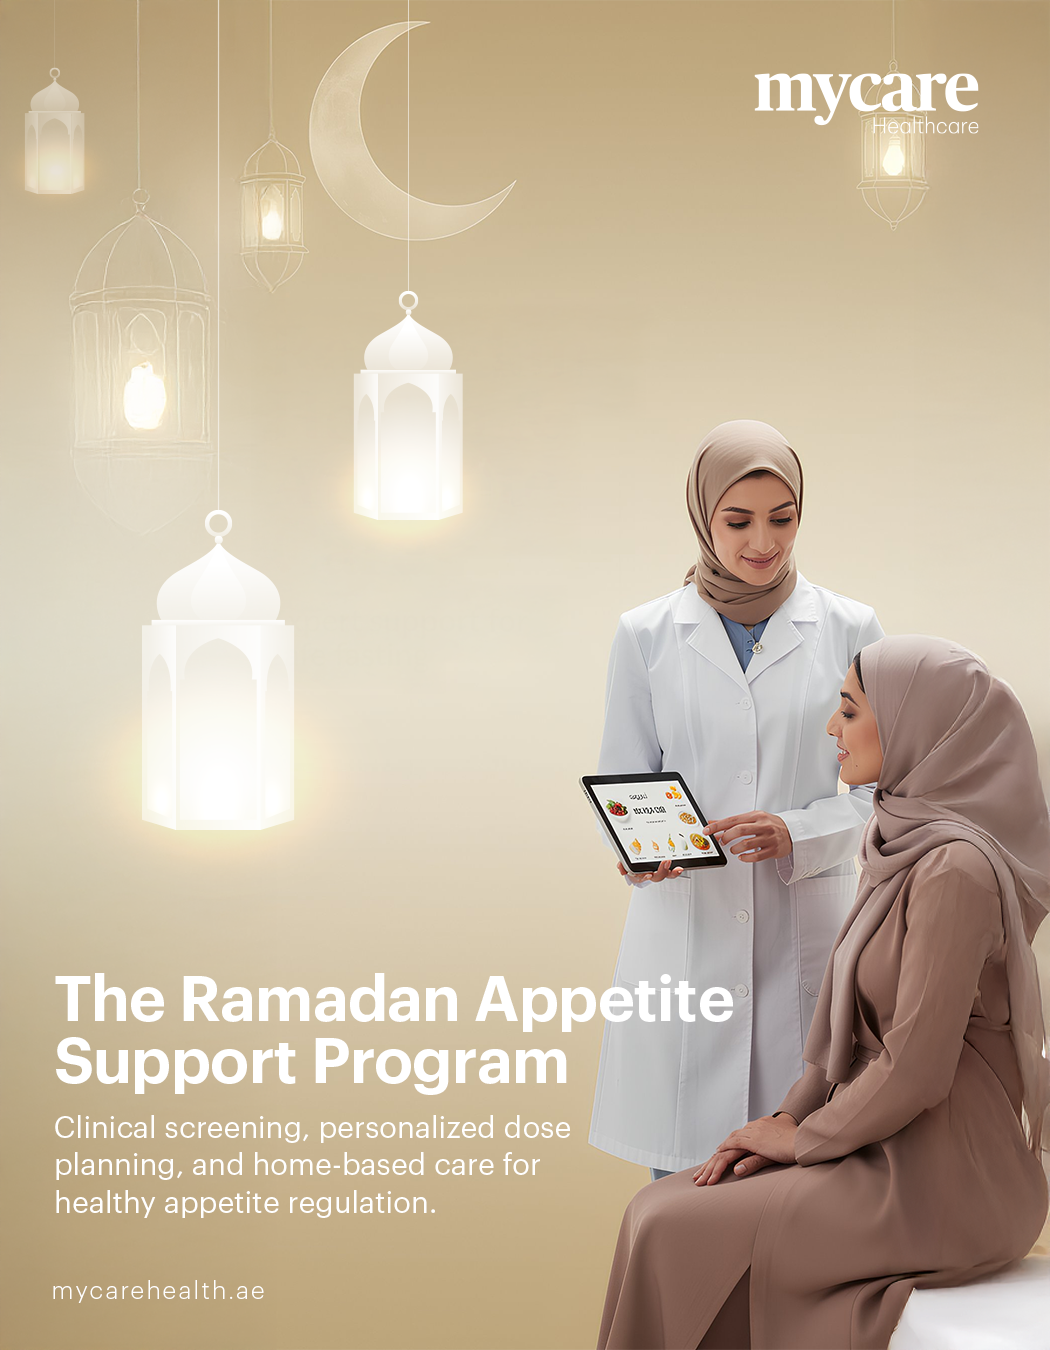 mycare
Healthcare
The Ramadan Appetite
Support Program
Clinical screening, personalized dose
planning, and home-based care for
healthy appetite regulation.
mycarehealth.ae